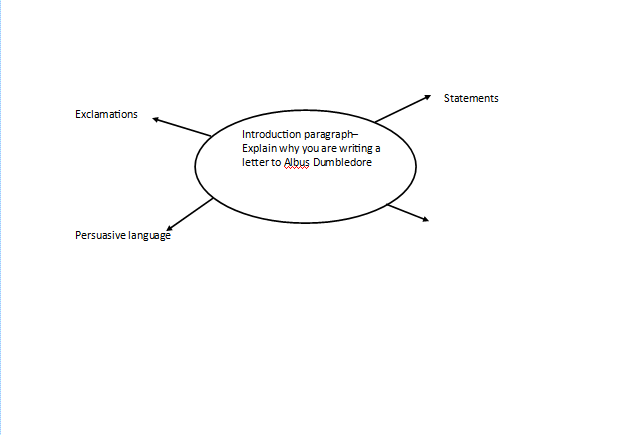 Statements
Exclamations
Introduction paragraph–
Explain why you are writing a
letter to Albus Dumbledore
Persuasive language